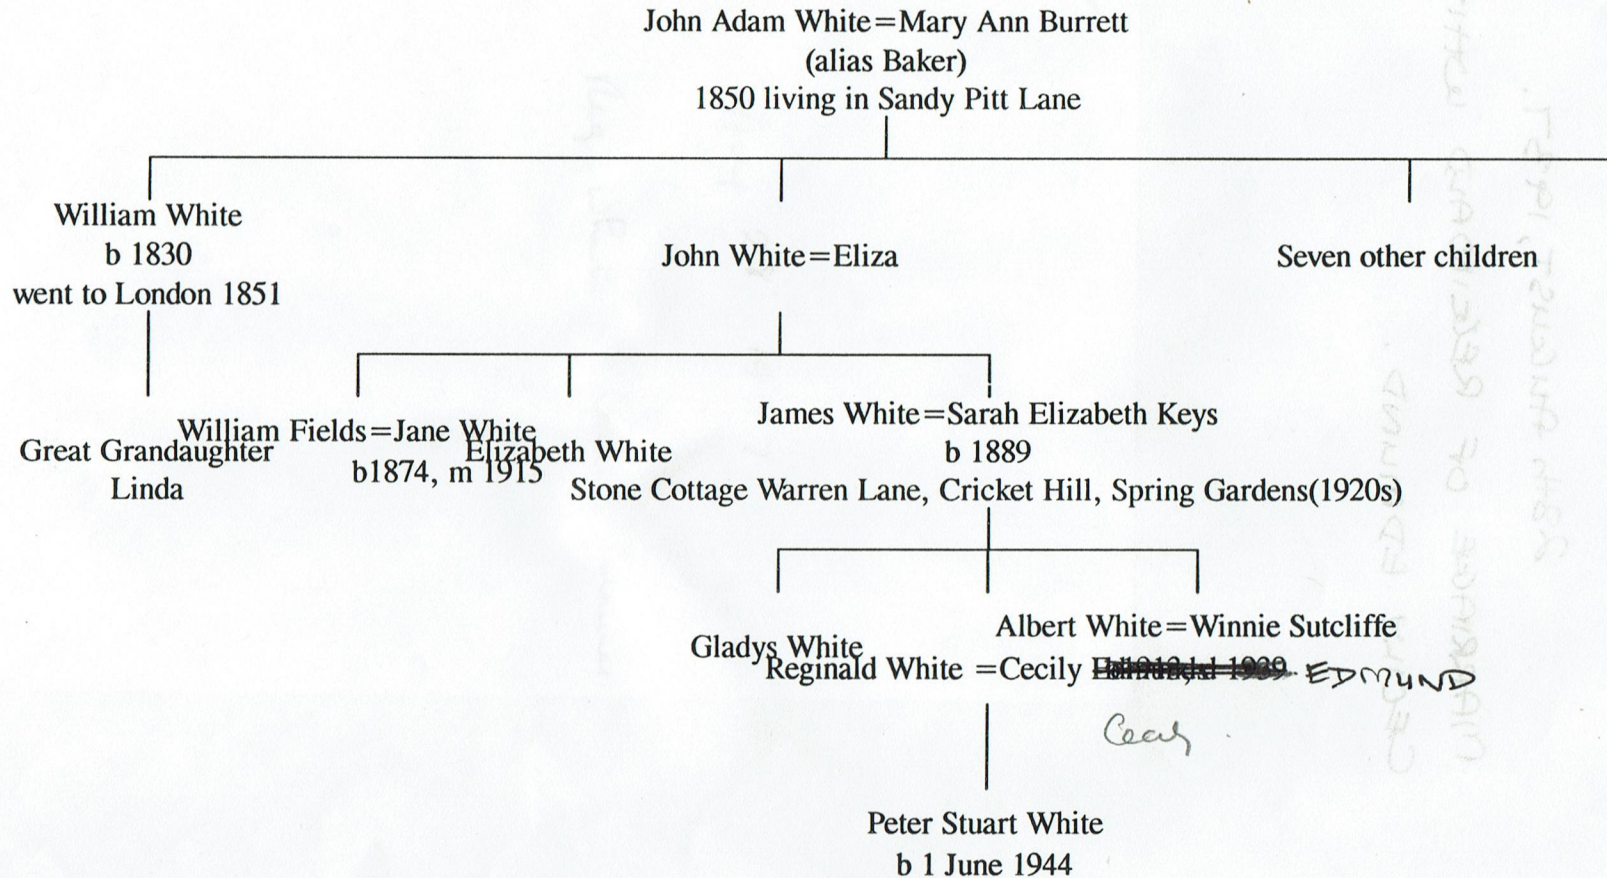 John Adam White=Mary Ann Burrett
(alias Baker)
1850 living in Sandy Pitt Lane
William White
b 1830
went to London 1851
John White=Eliza
Seven other children
William Fields=Jane White
b1874, m 1915
Great Grandaughter
Linda
Elizabeth White
James White=Sarah Elizabeth Keys
b 1889
Stone Cottage Warren Lane, Cricket Hill, Spring Gardens(1920s)
Gladys White
Albert White=Winnie Sutcliffe
Reginald White =Cecily EDMUND
Peter Stuart White
b 1 June 1944